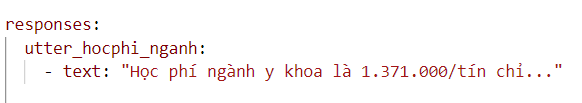 responses:
utter_hocphi_nganh:
- text: "Học phí ngành y khoa là 1.371.000/tín chỉ..."